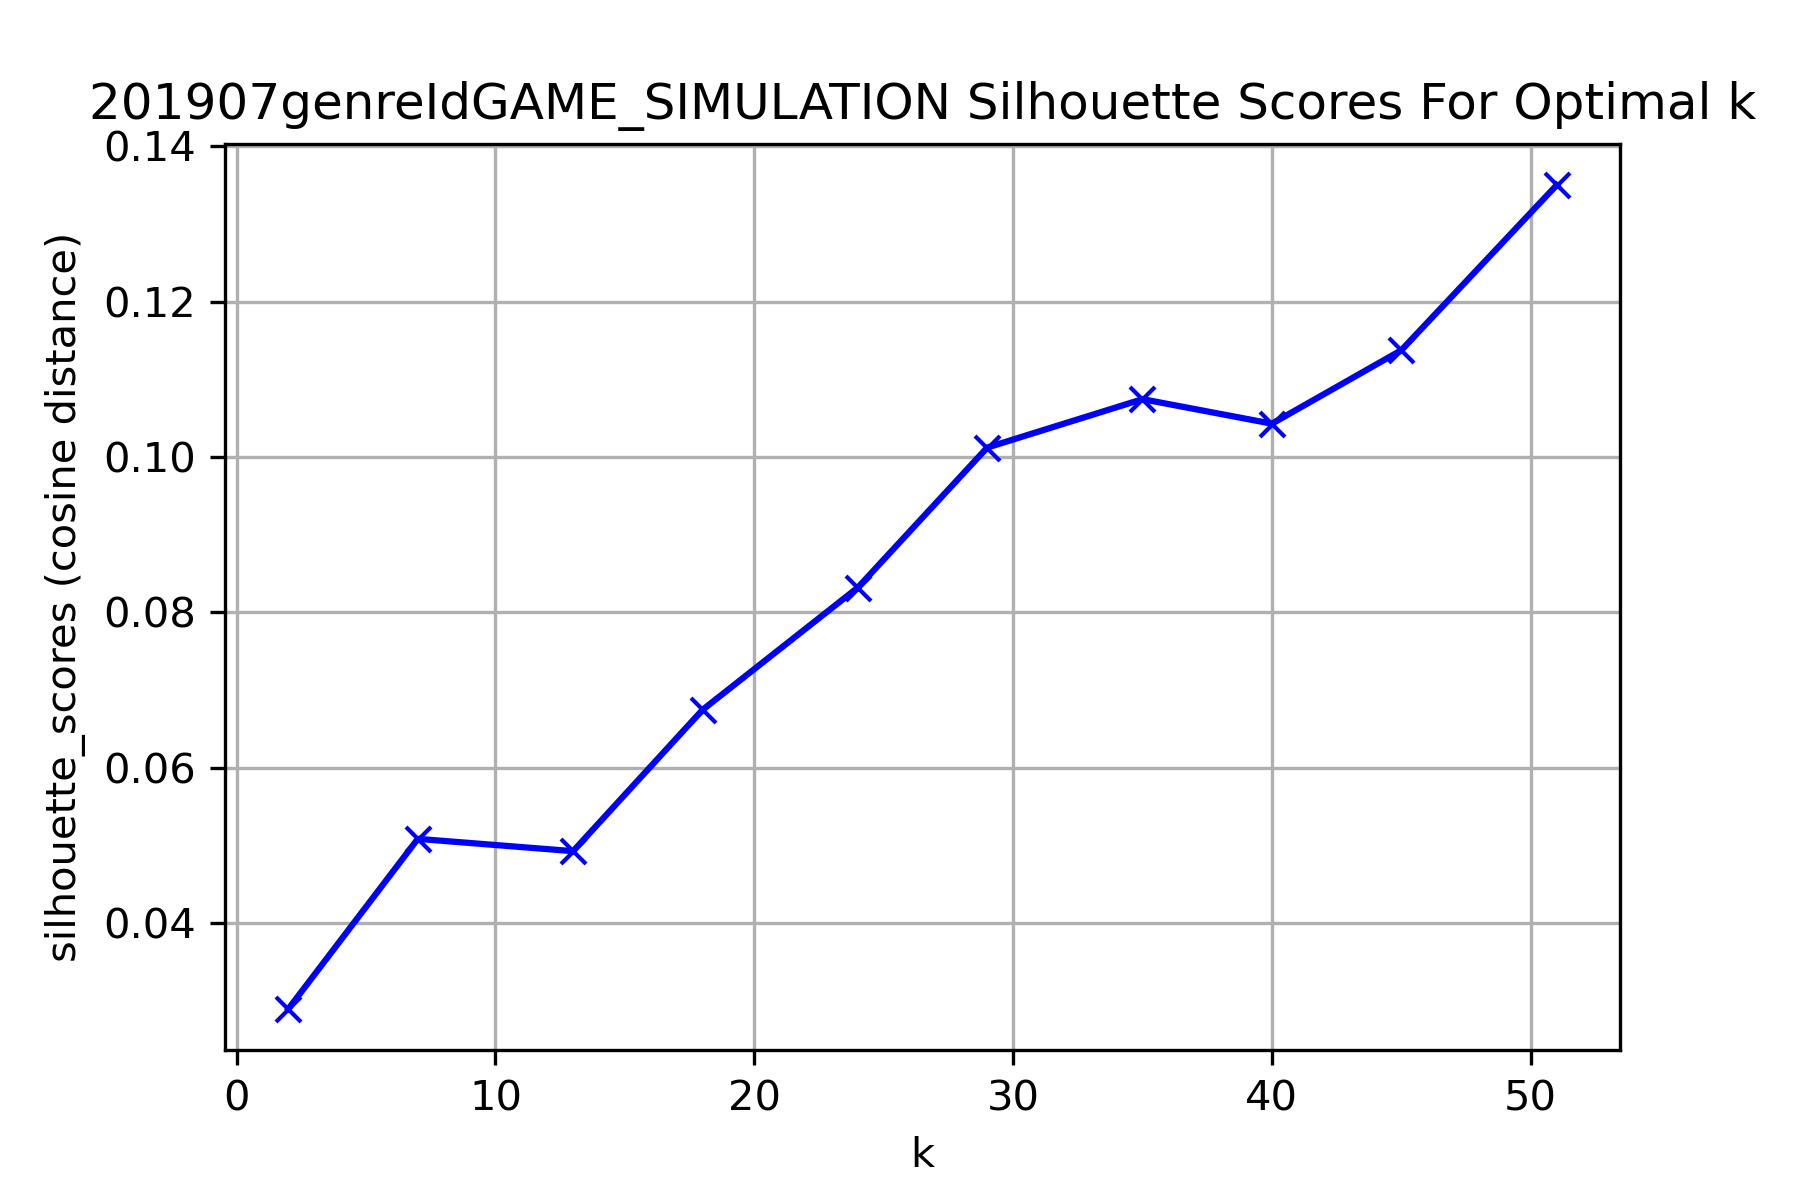 201907genreIdGAME_SIMULATION Silhouette Scores For Optimal k
silhouette_scores (cosine distance)
0.14
0.12
0.10
0.08
0.06
0.04
0 10 20 30 40 50
k